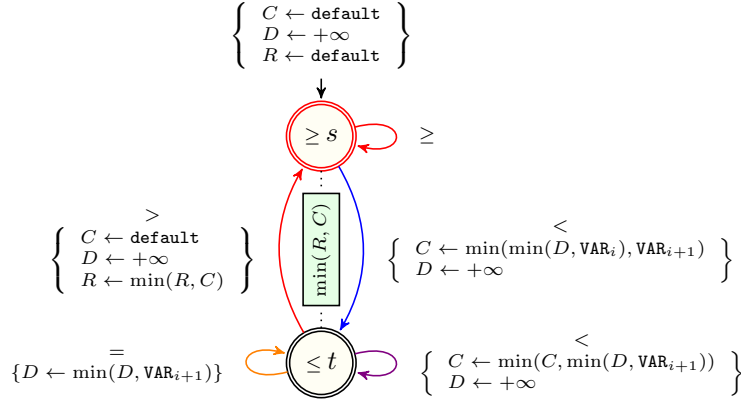 C ← default
D ← +∞
R ← default
≥ s
≥
>
C ← default
D ← +∞
R ← min(R, C)
min(R, C)
<
C ← min(min(D, VAR_i), VAR_{i+1})
D ← +∞
=
{D ← min(D, VAR_{i+1})}
≤ t
<
C ← min(C, min(D, VAR_{i+1}))
D ← +∞